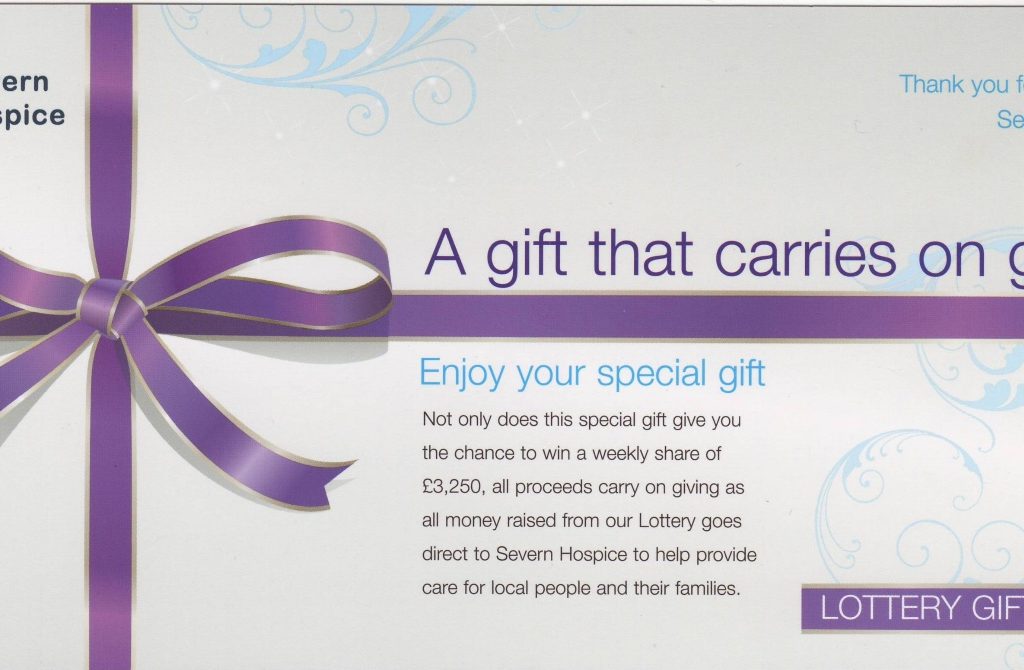 ern
spice
Thank you f
Se
A gift that carries on g
Enjoy your special gift
Not only does this special gift give you
the chance to win a weekly share of
£3,250, all proceeds carry on giving as
all money raised from our Lottery goes
direct to Severn Hospice to help provide
care for local people and their families.
LOTTERY GIF